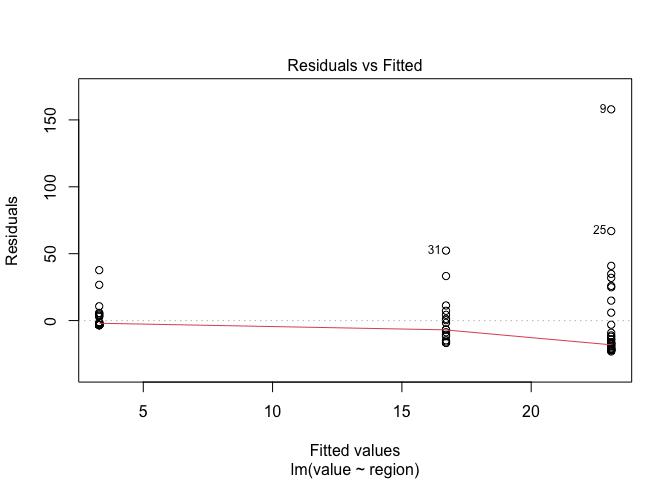 Residuals vs Fitted
Residuals
150
100
50
0
9
25
31
5
10
15
20
Fitted values
lm(value ~ region)